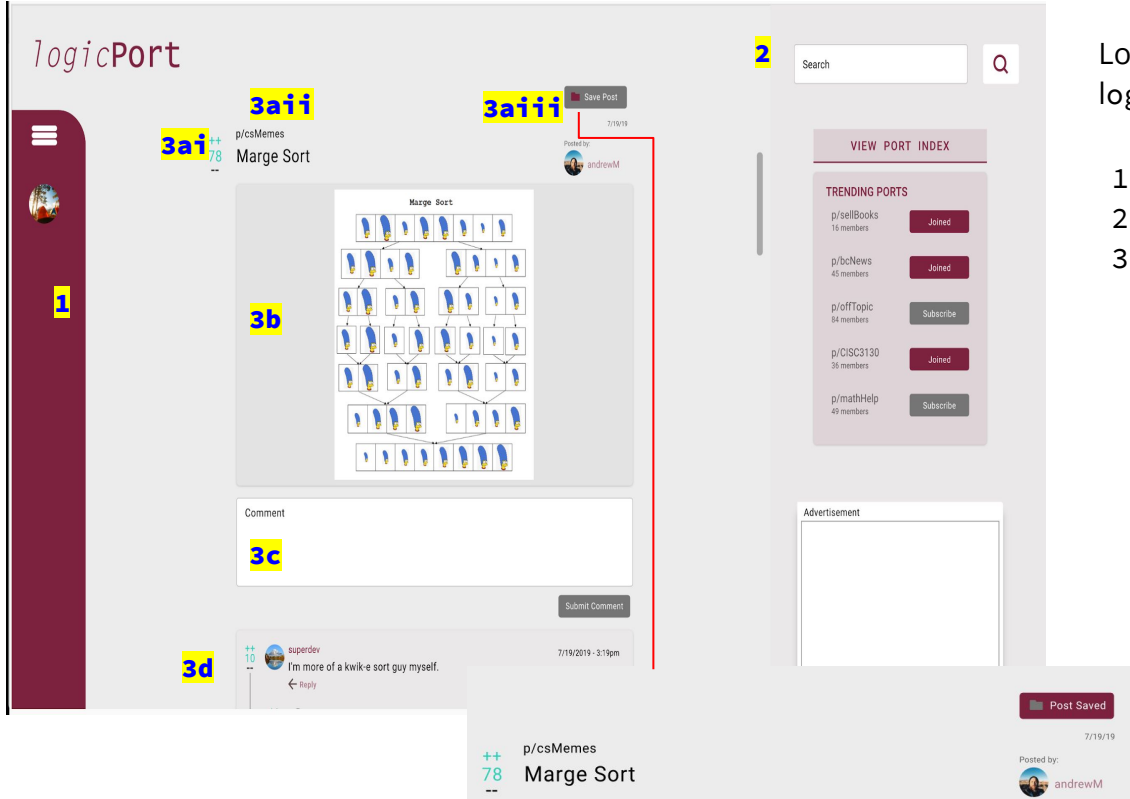 logicPort
2
Search
Lo
log
3aii
3aiii
Save Post
7/19/19
3ai
++
78
--
p/csMemes
Marge Sort
Posted by:
andrewM
VIEW PORT INDEX
1
2
3
TRENDING PORTS
p/sellBooks
16 members
Joined
p/bcNews
45 members
Joined
p/offTopic
84 members
Subscribe
p/CISC3130
36 members
Joined
p/mathHelp
49 members
Subscribe
Marge Sort
1
3b
Comment
3c
Submit Comment
Advertisement
3d
++
10
--
superdev
7/19/2019 - 3:19pm
I'm more of a kwik-e sort guy myself.
Reply
Post Saved
7/19/19
++
78
--
p/csMemes
Marge Sort
Posted by:
andrewM